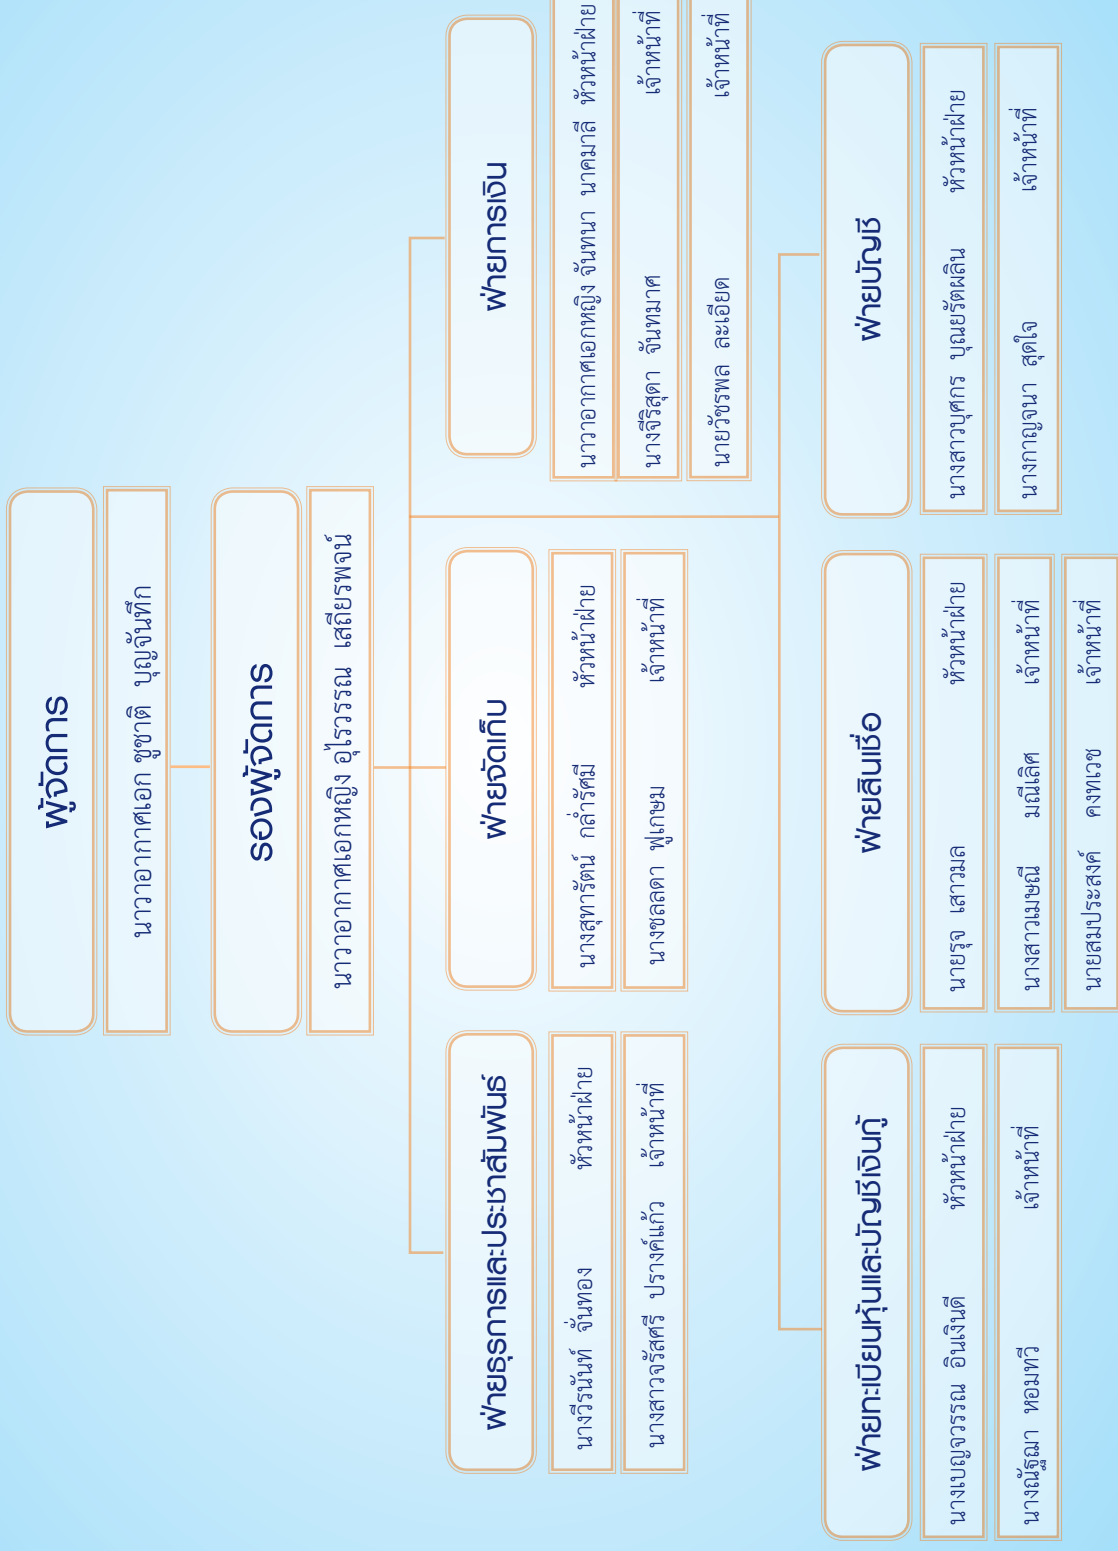 ผู้จัดการ
นาวาอากาศเอก ชูชาติ บุญจันทึก
รองผู้จัดการ
นาวาอากาศเอกหญิง อุไรวรรณ เสถียรพจน์
ฝ่ายธุรการและประชาสัมพันธ์
นางวีรนันท์ จั่นทอง หัวหน้าฝ่าย
นางสาวจรัสศรี ปรางค์แก้ว เจ้าหน้าที่
ฝ่ายจัดเก็บ
นางสุทารัตน์ กล่ำรัศมี หัวหน้าฝ่าย
นางชลลดา ฟูเกษม เจ้าหน้าที่
ฝ่ายการเงิน
นาวาอากาศเอกหญิง จันทนา นาคมาลี หัวหน้าฝ่าย
นางจีริสุดา จันทมาศ เจ้าหน้าที่
นายวัชรพล ละเอียด เจ้าหน้าที่
ฝ่ายทะเบียนหุ้นและบัญชีเงินกู้
นางเบญจวรรณ อินเงินดี หัวหน้าฝ่าย
นางณัฐฌา หอมทวี เจ้าหน้าที่
ฝ่ายสินเชื่อ
นายรุจ เสาวมล หัวหน้าฝ่าย
นางสาวเมษณี มณีเลิศ เจ้าหน้าที่
นายสมประสงค์ คงทเวช เจ้าหน้าที่
ฝ่ายบัญชี
นางสาวบุศกร บุณยรัตผลิน หัวหน้าฝ่าย
นางกาญจนา สุดใจ เจ้าหน้าที่